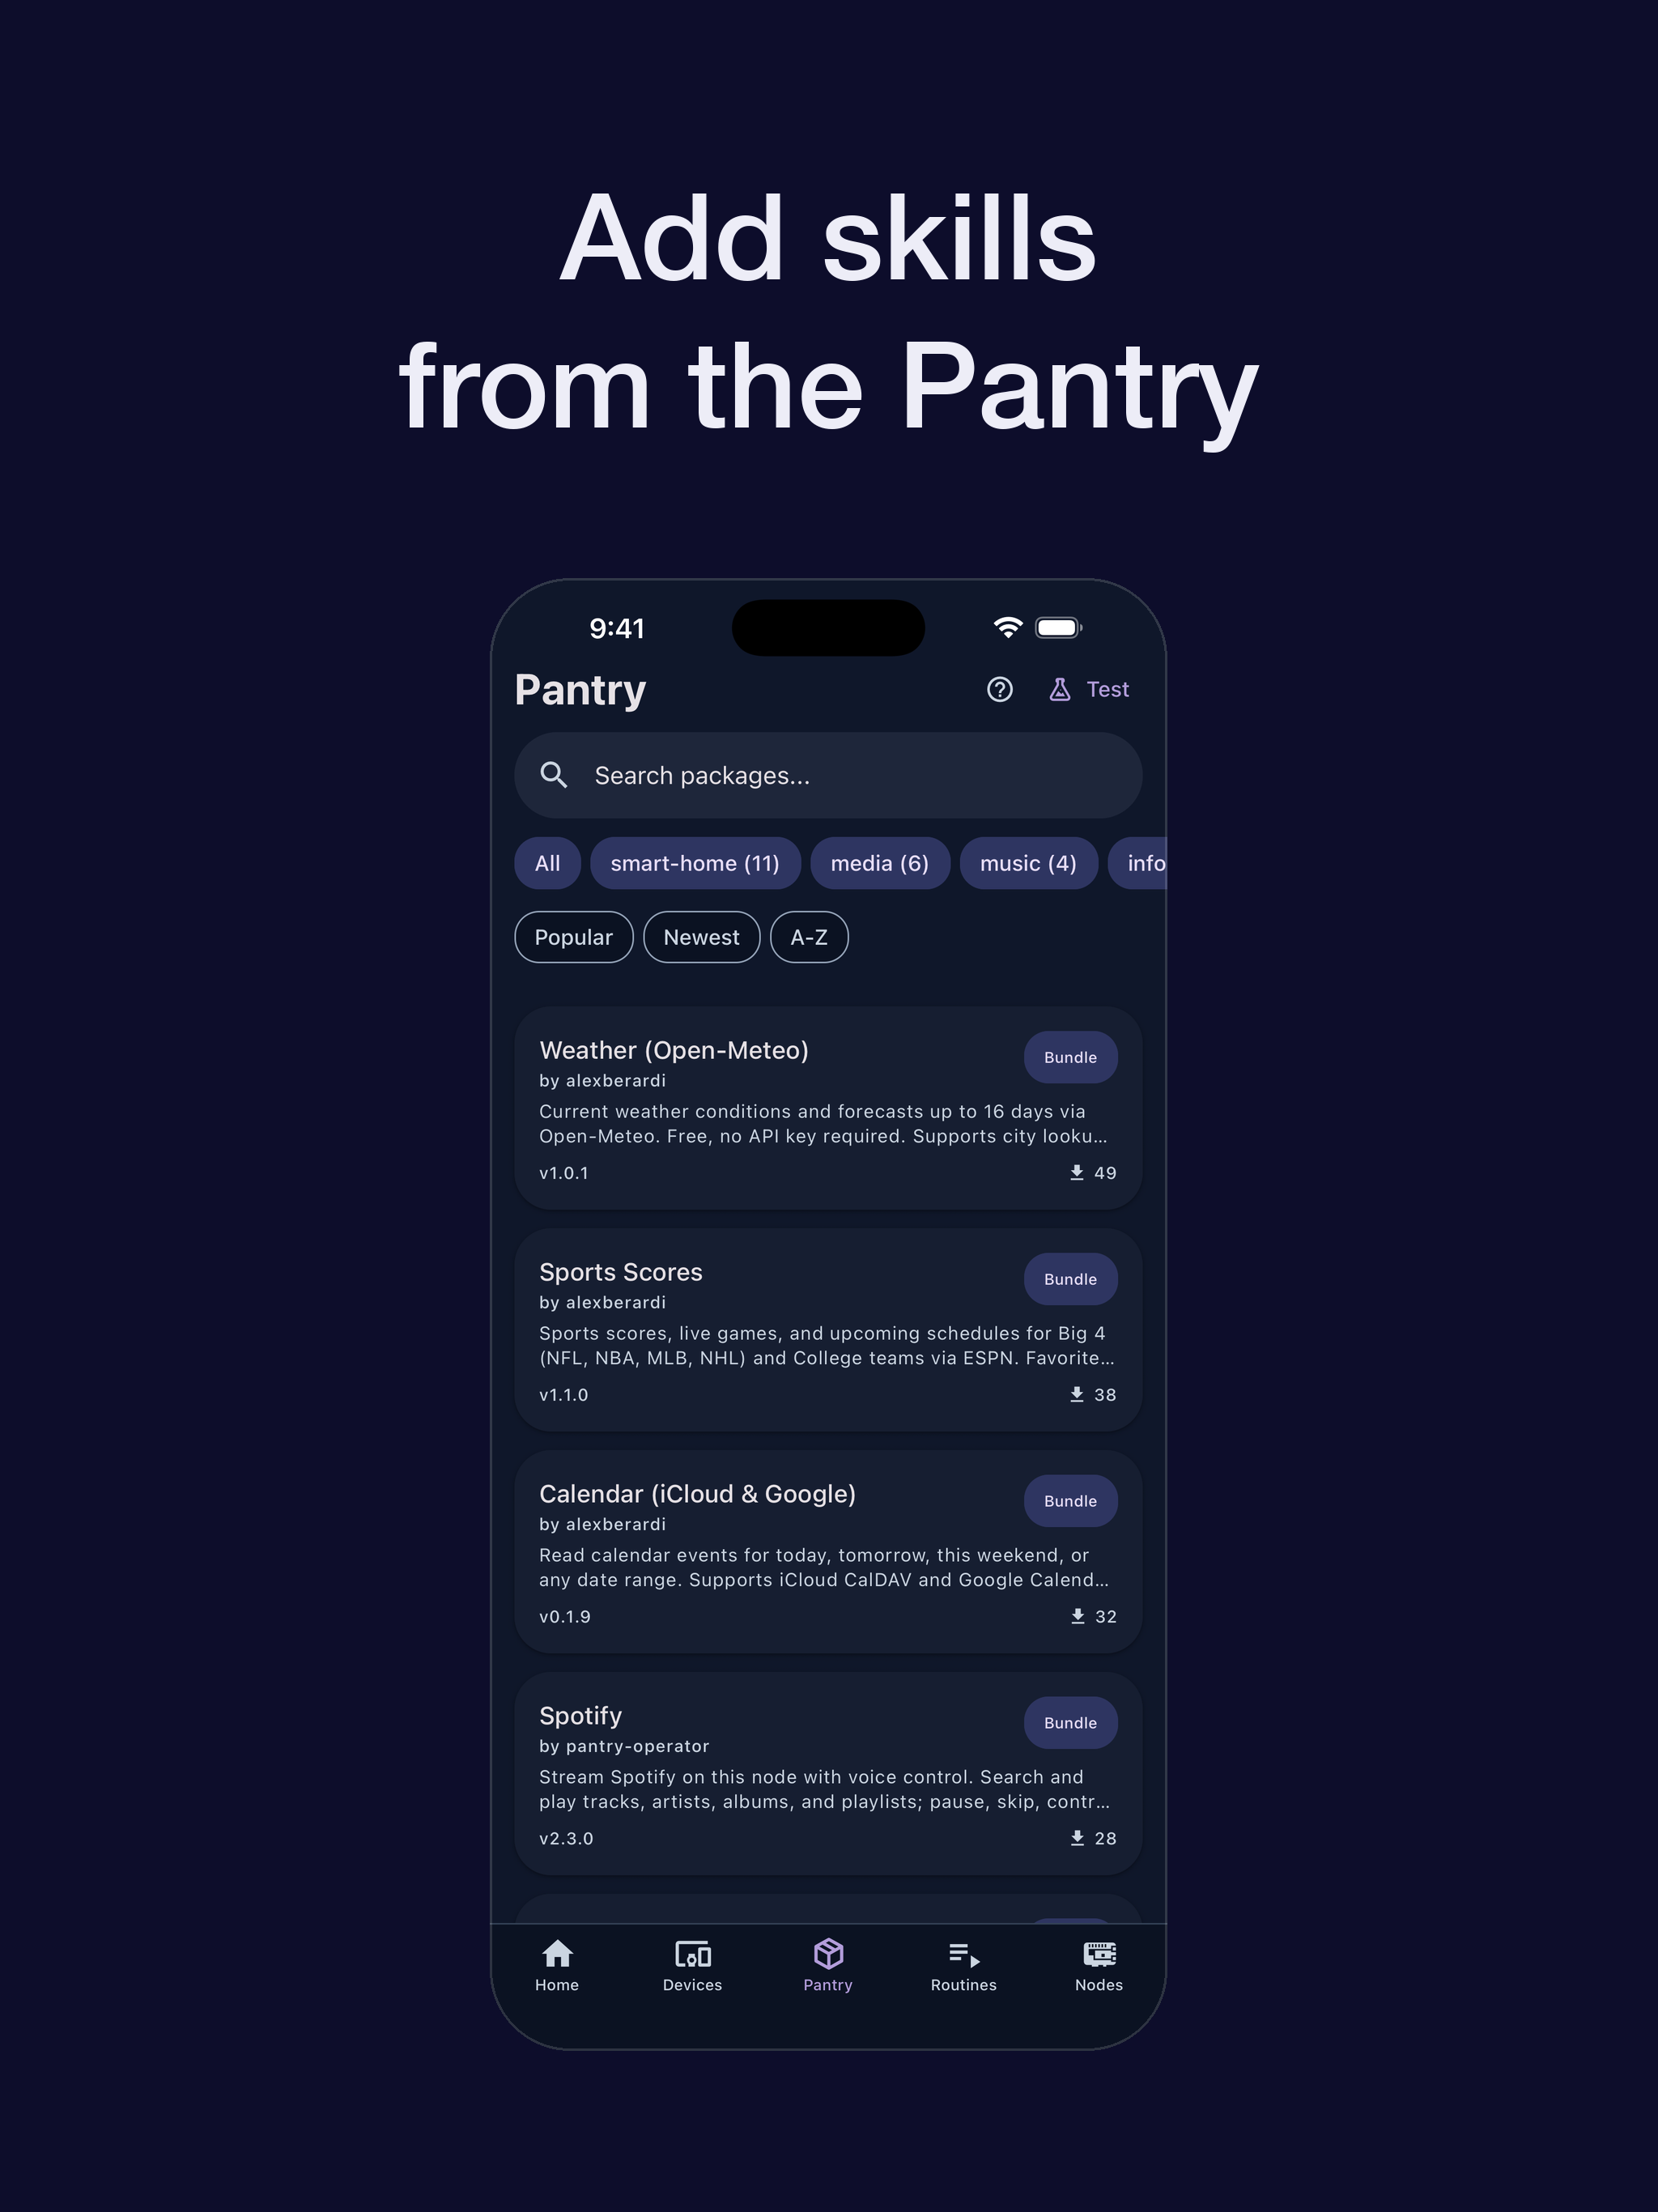 Add skills
from the Pantry
9:41
Pantry
Test
Search packages...
All
smart-home (11)
media (6)
music (4)
info
Popular
Newest
A-Z
Weather (Open-Meteo)
Bundle
by alexberardi
Current weather conditions and forecasts up to 16 days via
Open-Meteo. Free, no API key required. Supports city looku...
v1.0.1
49
Sports Scores
Bundle
by alexberardi
Sports scores, live games, and upcoming schedules for Big 4
(NFL, NBA, MLB, NHL) and College teams via ESPN. Favorite...
v1.1.0
38
Calendar (iCloud & Google)
Bundle
by alexberardi
Read calendar events for today, tomorrow, this weekend, or
any date range. Supports iCloud CalDAV and Google Calend...
v0.1.9
32
Spotify
Bundle
by pantry-operator
Stream Spotify on this node with voice control. Search and
play tracks, artists, albums, and playlists; pause, skip, contr...
v2.3.0
28
Home
Devices
Pantry
Routines
Nodes